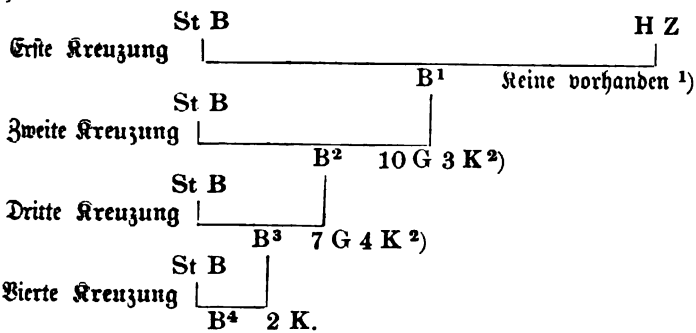 St B H Z
Erste Kreuzung
B¹ Keine vorhanden ¹)
St B
Zweite Kreuzung
B² 10 G 3 K ²)
St B
Dritte Kreuzung
B³ 7 G 4 K ²)
St B
Vierte Kreuzung
B⁴ 2 K.